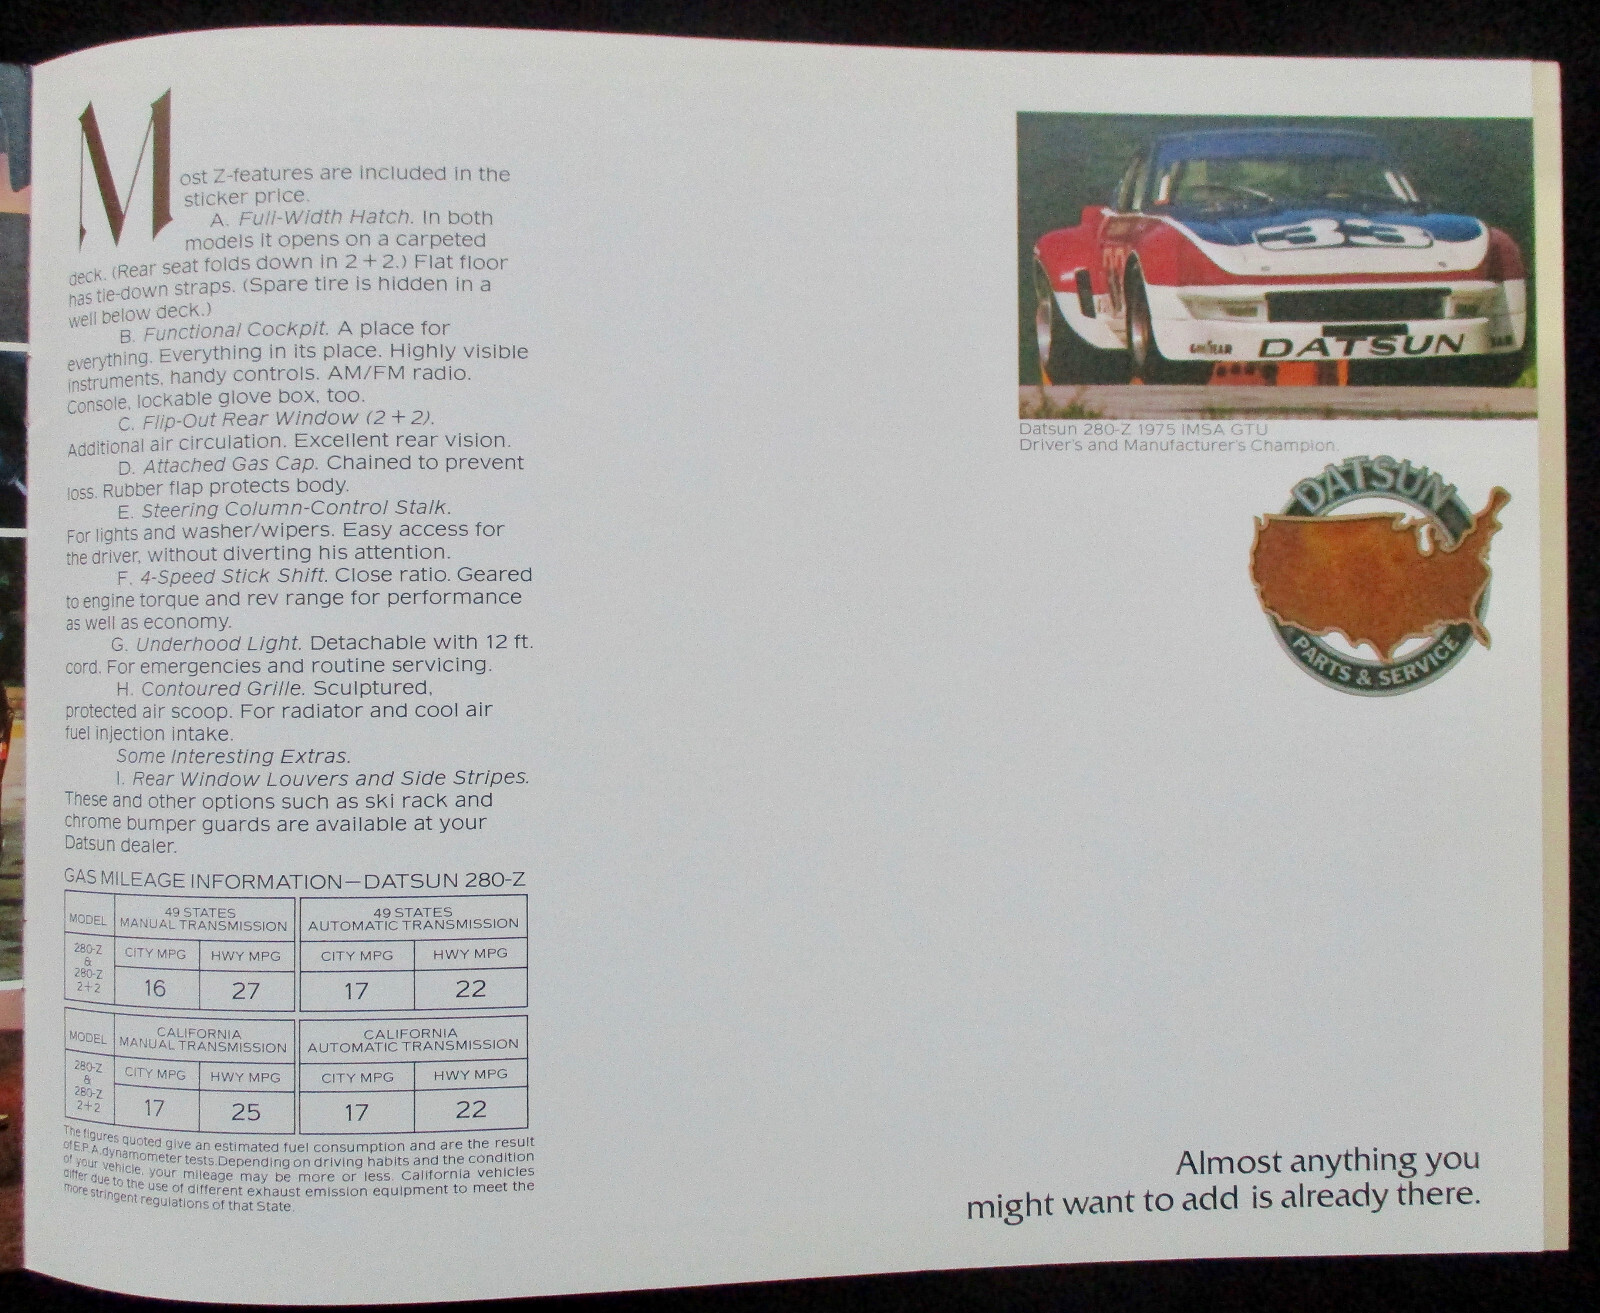 Most Z-features are included in the
sticker price.
A. Full-Width Hatch. In both
models it opens on a carpeted
deck. (Rear seat folds down in 2 + 2.) Flat floor
has tie-down straps. (Spare tire is hidden in a
well below deck.)
B. Functional Cockpit. A place for
everything. Everything in its place. Highly visible
instruments, handy controls. AM/FM radio.
Console, lockable glove box, too.
C. Flip-Out Rear Window (2 + 2).
Additional air circulation. Excellent rear vision.
D. Attached Gas Cap. Chained to prevent
loss. Rubber flap protects body.
E. Steering Column-Control Stalk.
For lights and washer/wipers. Easy access for
the driver, without diverting his attention.
F. 4-Speed Stick Shift. Close ratio. Geared
to engine torque and rev range for performance
as well as economy.
G. Underhood Light. Detachable with 12 ft.
cord. For emergencies and routine servicing.
H. Contoured Grille. Sculptured,
protected air scoop. For radiator and cool air
fuel injection intake.
Some Interesting Extras.
I. Rear Window Louvers and Side Stripes.
These and other options such as ski rack and
chrome bumper guards are available at your
Datsun dealer.
GAS MILEAGE INFORMATION—DATSUN 280-Z
MODEL
49 STATES
MANUAL TRANSMISSION
49 STATES
AUTOMATIC TRANSMISSION
280-Z
&
280-Z
2+2
CITY MPG HWY MPG CITY MPG HWY MPG
16 27 17 22
MODEL
CALIFORNIA
MANUAL TRANSMISSION
CALIFORNIA
AUTOMATIC TRANSMISSION
280-Z
&
280-Z
2+2
CITY MPG HWY MPG CITY MPG HWY MPG
17 25 17 22
The figures quoted give an estimated fuel consumption and are the result
of E.P.A. dynamometer tests. Depending on driving habits and the condition
of your vehicle, your mileage may be more or less. California vehicles
differ due to the use of different exhaust emission equipment to meet the
more stringent regulations of that State.
33
GOODYEAR
DATSUN
Datsun 280-Z 1975 IMSA GTU
Driver's and Manufacturer's Champion.
DATSUN
PARTS & SERVICE
Almost anything you
might want to add is already there.